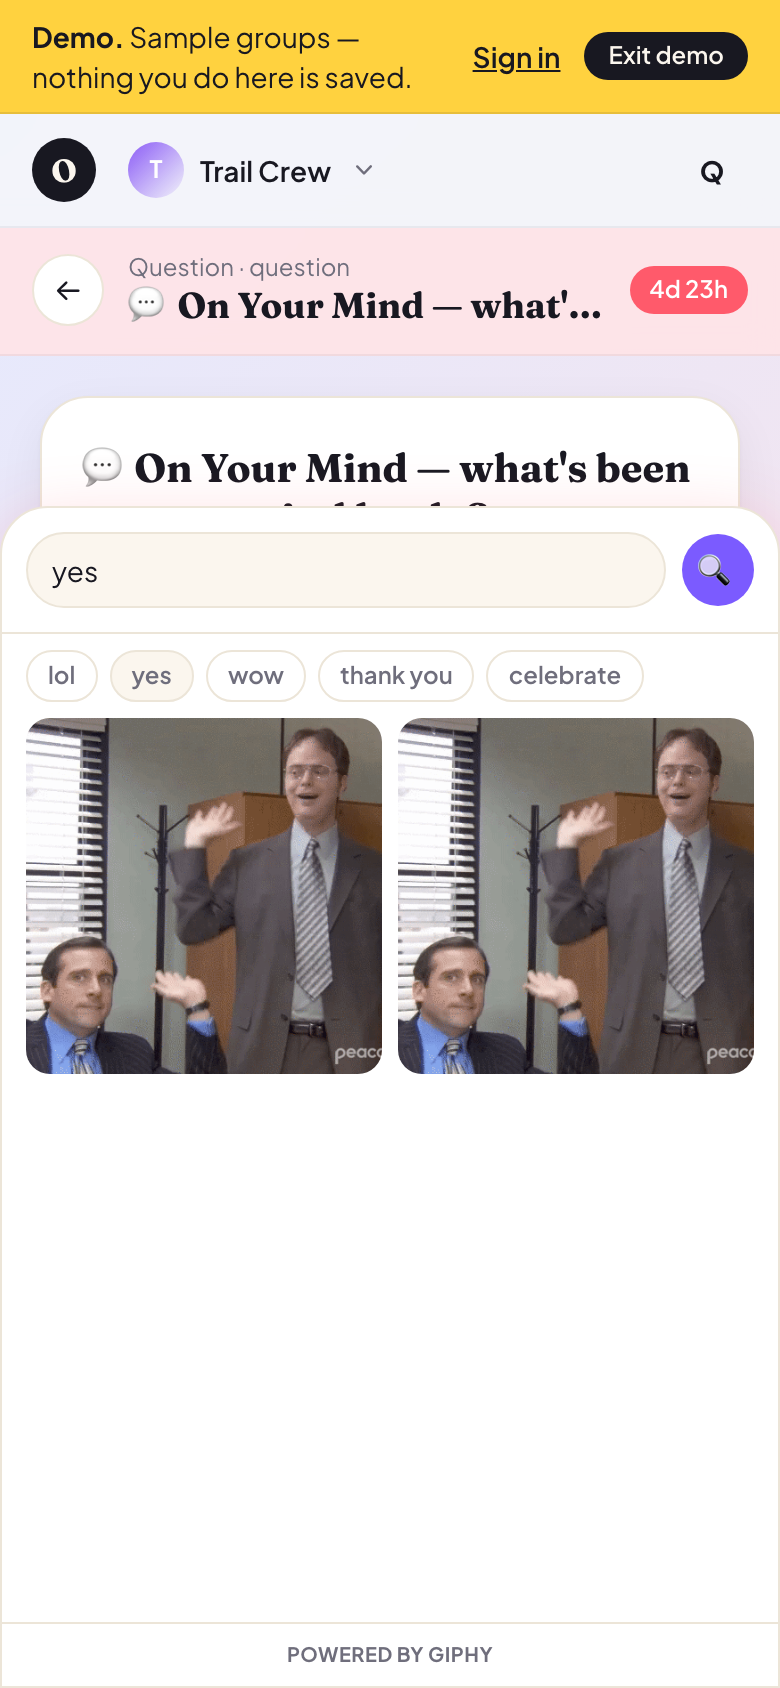 Demo. Sample groups —
nothing you do here is saved.
Sign in
Exit demo
O
T
Trail Crew
Q
Question · question
💬 On Your Mind — what'...
4d 23h
💬 On Your Mind — what's been
yes
lol
yes
wow
thank you
celebrate
POWERED BY GIPHY